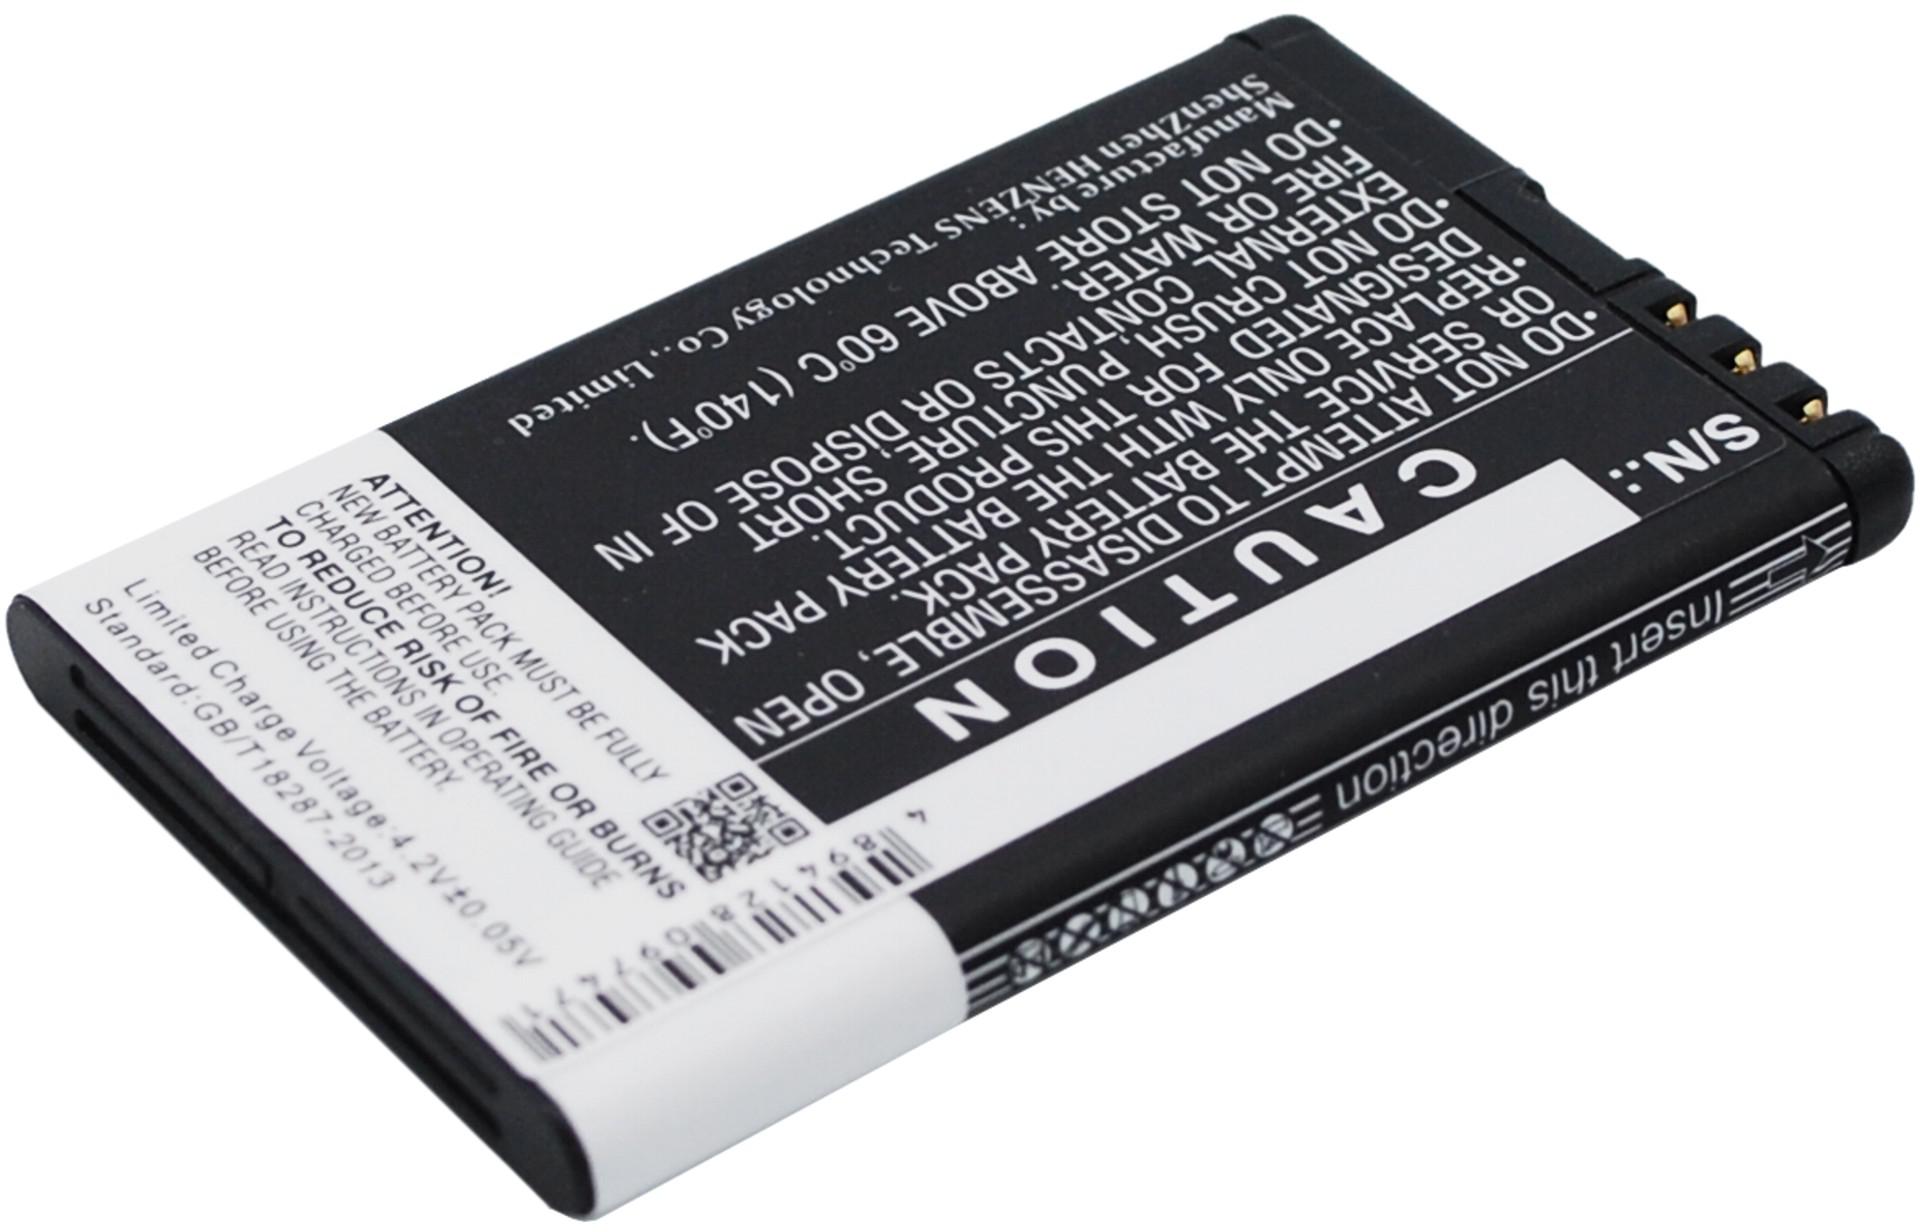 S/N.:
CAUTION
•DO NOT ATTEMPT TO DISASSEMBLE, OPEN
OR SERVICE THE BATTERY PACK.
•REPLACE ONLY WITH THE BATTERY PACK
DESIGNATED FOR THIS PRODUCT.
•DO NOT CRUSH, PUNCTURE, SHORT
EXTERNAL CONTACTS OR DISPOSE OF IN
FIRE OR WATER.
•DO NOT STORE ABOVE 60°C (140°F).
Manufacture by:
ShenZhen HENZENS Technology Co., Limited
Insert this direction
ATTENTION!
NEW BATTERY PACK MUST BE FULLY
CHARGED BEFORE USE.
TO REDUCE RISK OF FIRE OR BURNS
READ INSTRUCTIONS IN OPERATING GUIDE
BEFORE USING THE BATTERY.
Limited Charge Voltage:4.2V±0.05V
Standard:GB/T18287-2013